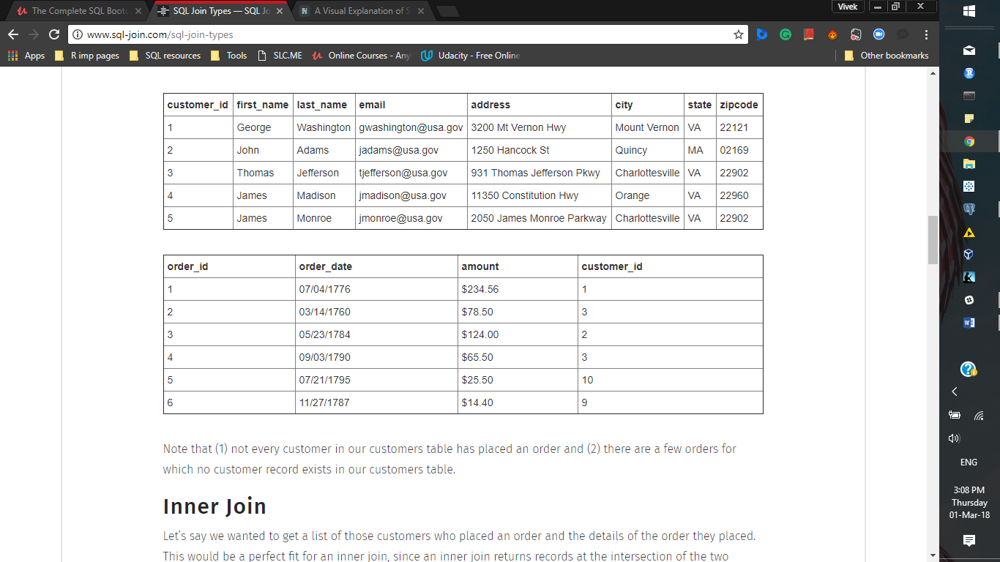 The Complete SQL Boot
SQL Join Types — SQL Jo
A Visual Explanation of S
Vivek
www.sql-join.com/sql-join-types
Apps R imp pages SQL resources Tools SLC.ME Online Courses - Any Udacity - Free Online Other bookmarks
customer_id first_name last_name email address city state zipcode
1 George Washington gwashington@usa.gov 3200 Mt Vernon Hwy Mount Vernon VA 22121
2 John Adams jadams@usa.gov 1250 Hancock St Quincy MA 02169
3 Thomas Jefferson tjefferson@usa.gov 931 Thomas Jefferson Pkwy Charlottesville VA 22902
4 James Madison jmadison@usa.gov 11350 Constitution Hwy Orange VA 22960
5 James Monroe jmonroe@usa.gov 2050 James Monroe Parkway Charlottesville VA 22902
order_id order_date amount customer_id
1 07/04/1776 $234.56 1
2 03/14/1760 $78.50 3
3 05/23/1784 $124.00 2
4 09/03/1790 $65.50 3
5 07/21/1795 $25.50 10
6 11/27/1787 $14.40 9
Note that (1) not every customer in our customers table has placed an order and (2) there are a few orders for
which no customer record exists in our customers table.
Inner Join
Let's say we wanted to get a list of those customers who placed an order and the details of the order they placed.
This would be a perfect fit for an inner join, since an inner join returns records at the intersection of the two
ENG
3:08 PM
Thursday
01-Mar-18